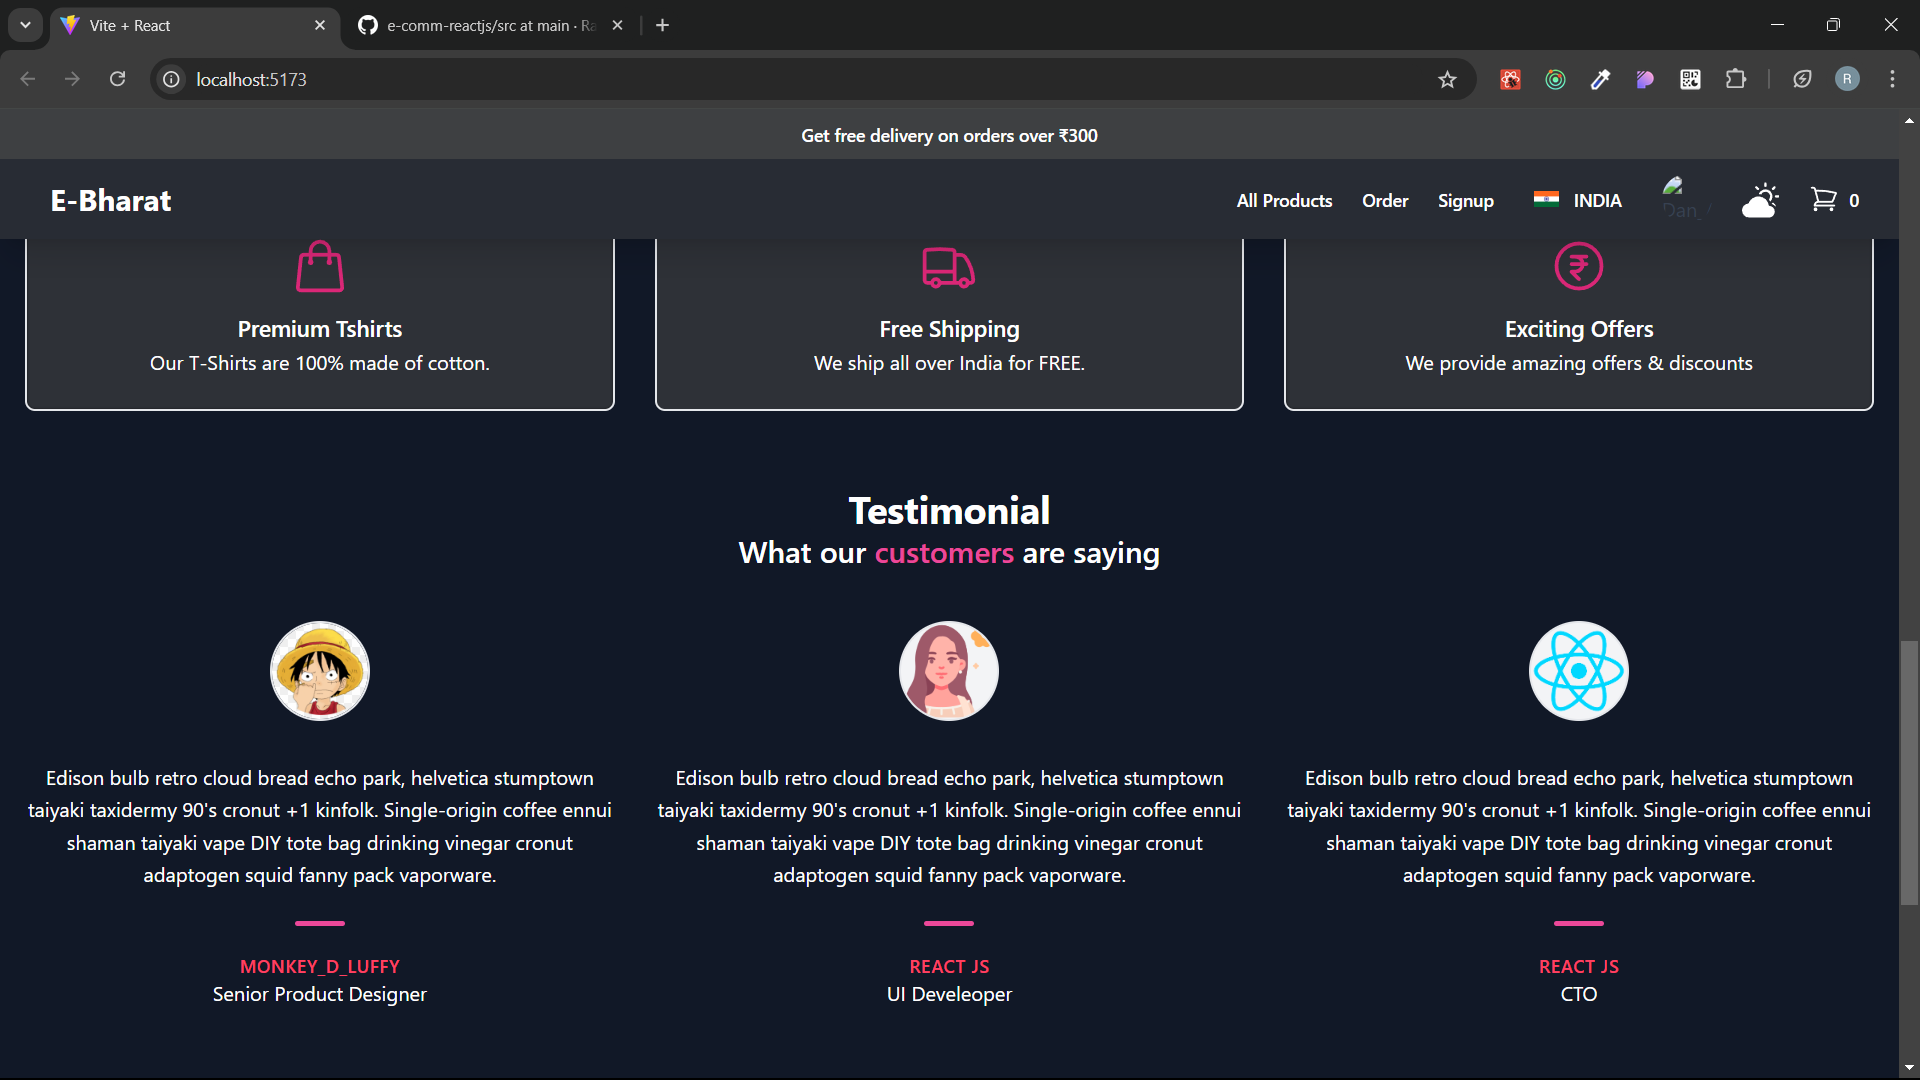 Vite + React
e-comm-reactjs/src at main · Ra
localhost:5173
R
Get free delivery on orders over ₹300
E-Bharat
All Products Order Signup INDIA Dan_ 0
Premium Tshirts
Our T-Shirts are 100% made of cotton.
Free Shipping
We ship all over India for FREE.
₹
Exciting Offers
We provide amazing offers & discounts
Testimonial
What our customers are saying
Edison bulb retro cloud bread echo park, helvetica stumptown
taiyaki taxidermy 90's cronut +1 kinfolk. Single-origin coffee ennui
shaman taiyaki vape DIY tote bag drinking vinegar cronut
adaptogen squid fanny pack vaporware.
MONKEY_D_LUFFY
Senior Product Designer
Edison bulb retro cloud bread echo park, helvetica stumptown
taiyaki taxidermy 90's cronut +1 kinfolk. Single-origin coffee ennui
shaman taiyaki vape DIY tote bag drinking vinegar cronut
adaptogen squid fanny pack vaporware.
REACT JS
UI Develeoper
Edison bulb retro cloud bread echo park, helvetica stumptown
taiyaki taxidermy 90's cronut +1 kinfolk. Single-origin coffee ennui
shaman taiyaki vape DIY tote bag drinking vinegar cronut
adaptogen squid fanny pack vaporware.
REACT JS
CTO